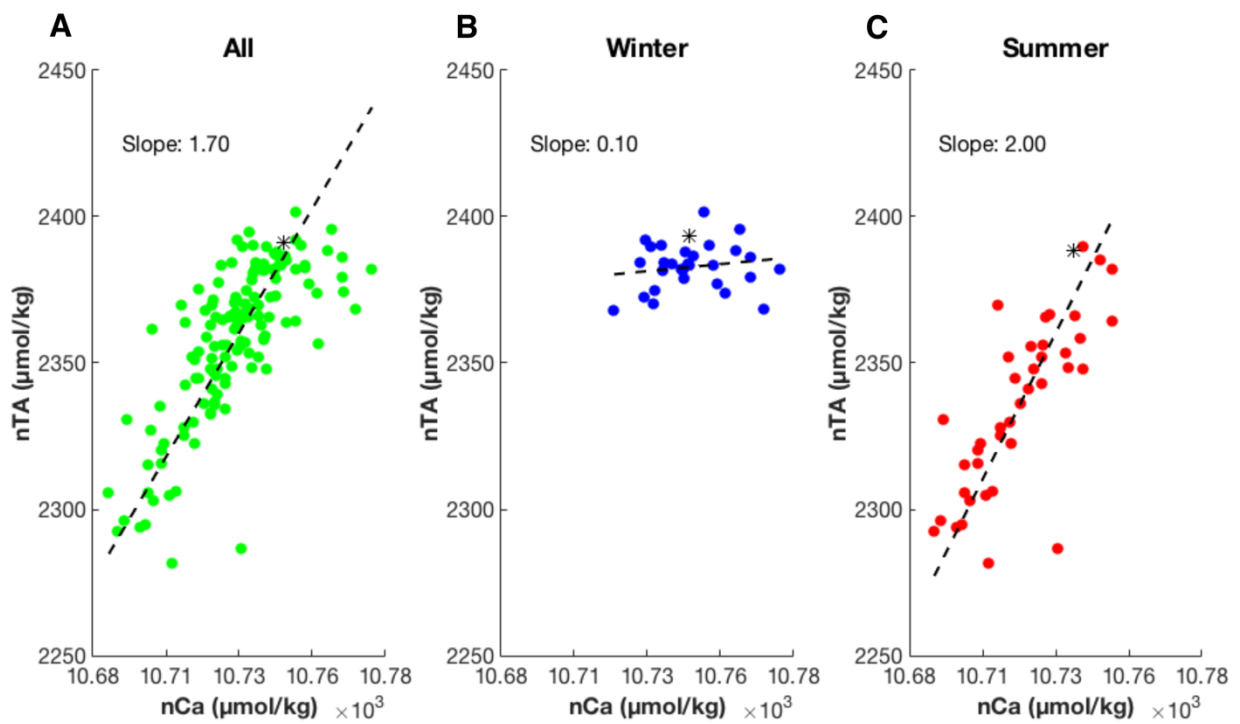 A
All
2450
2400
2350
2300
2250
nTA (µmol/kg)
Slope: 1.70
10.68 10.71 10.73 10.76 10.78
nCa (µmol/kg) ×10³
B
Winter
2450
2400
2350
2300
2250
nTA (µmol/kg)
Slope: 0.10
10.68 10.71 10.73 10.76 10.78
nCa (µmol/kg) ×10³
C
Summer
2450
2400
2350
2300
2250
nTA (µmol/kg)
Slope: 2.00
10.68 10.71 10.73 10.76 10.78
nCa (µmol/kg) ×10³